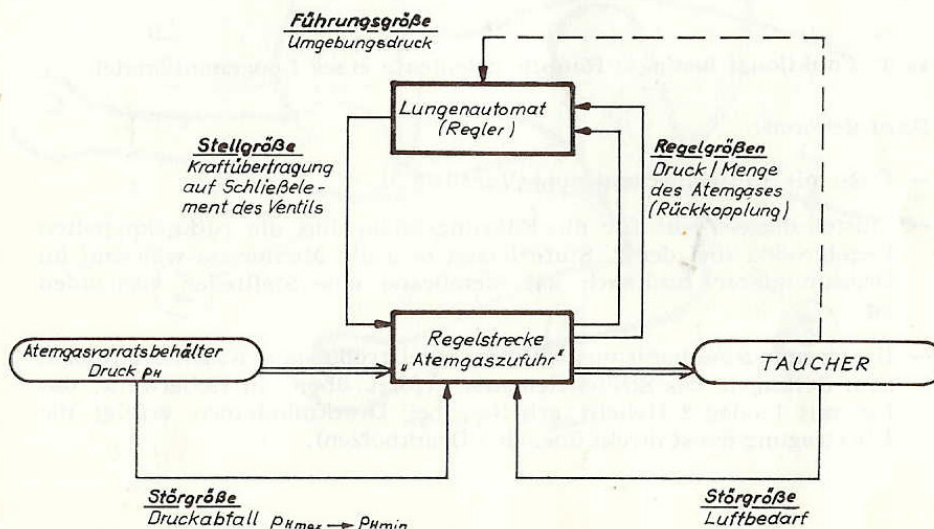 Führungsgröße
Umgebungsdruck
Lungenautomat
(Regler)
Stellgröße
Kraftübertragung
auf Schließele-
ment des Ventils
Regelgrößen
Druck / Menge
des Atemgases
(Rückkopplung)
Atemgasvorratsbehälter
Druck pH
Regelstrecke
„Atemgaszufuhr"
TAUCHER
Störgröße
Druckabfall pHmax → pHmin
Störgröße
Luftbedarf